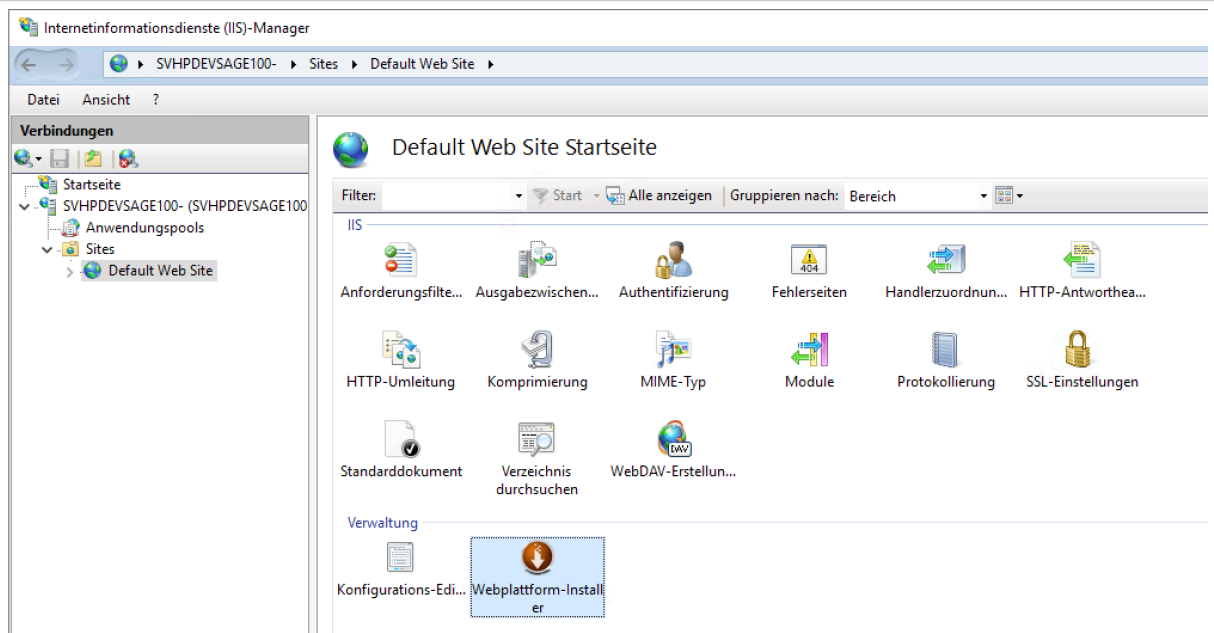 Internetinformationsdienste (IIS)-Manager
SVHPDEVSAGE100- Sites Default Web Site
Datei Ansicht ?
Verbindungen
Startseite
SVHPDEVSAGE100- (SVHPDEVSAGE100
Anwendungspools
Sites
Default Web Site
Default Web Site Startseite
Filter: Start Alle anzeigen Gruppieren nach: Bereich
IIS
Anforderungsfilte... Ausgabezwischen... Authentifizierung Fehlerseiten Handlerzuordnun... HTTP-Antworthea...
404
HTTP-Umleitung Komprimierung MIME-Typ Module Protokollierung SSL-Einstellungen
DAV
Standarddokument Verzeichnis durchsuchen WebDAV-Erstellun...
Verwaltung
Konfigurations-Edi... Webplattform-Install
er